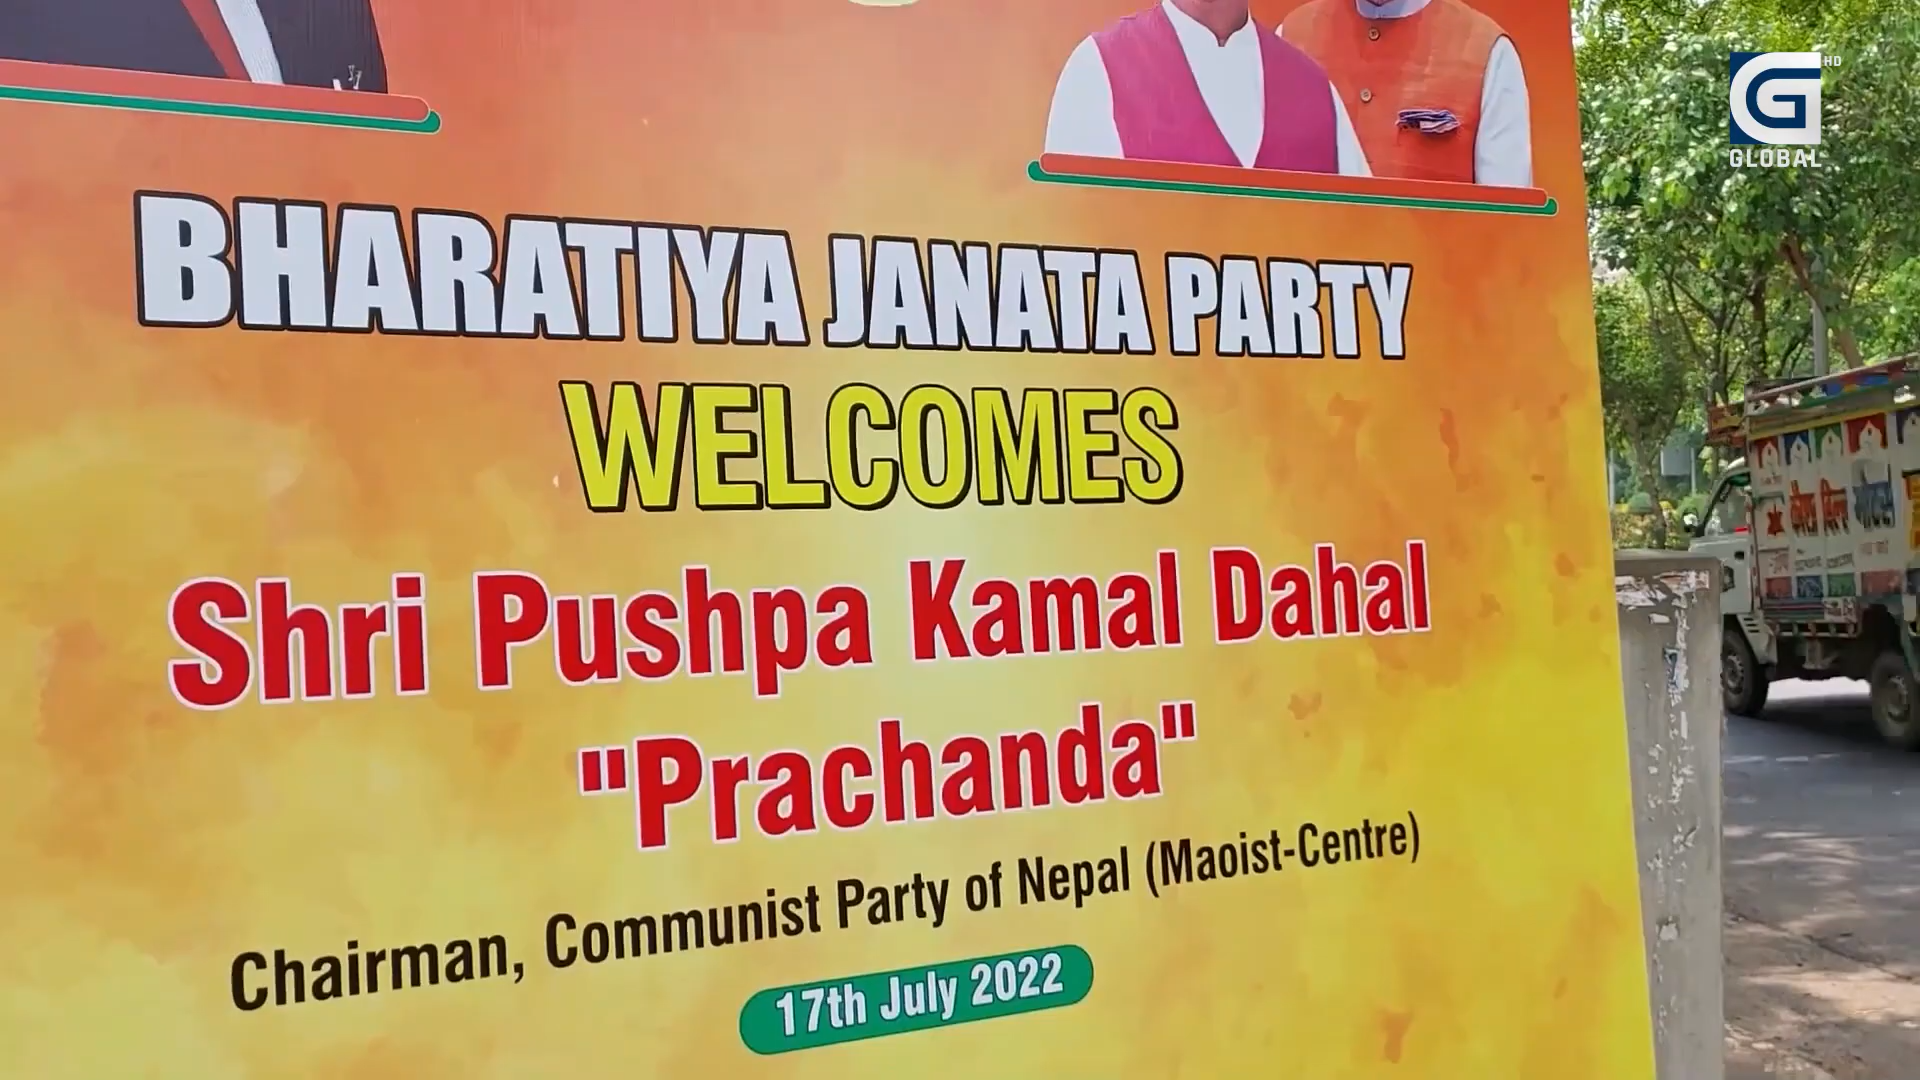 HD
GLOBAL
BHARATIYA JANATA PARTY
WELCOMES
Shri Pushpa Kamal Dahal
"Prachanda"
Chairman, Communist Party of Nepal (Maoist-Centre)
17th July 2022